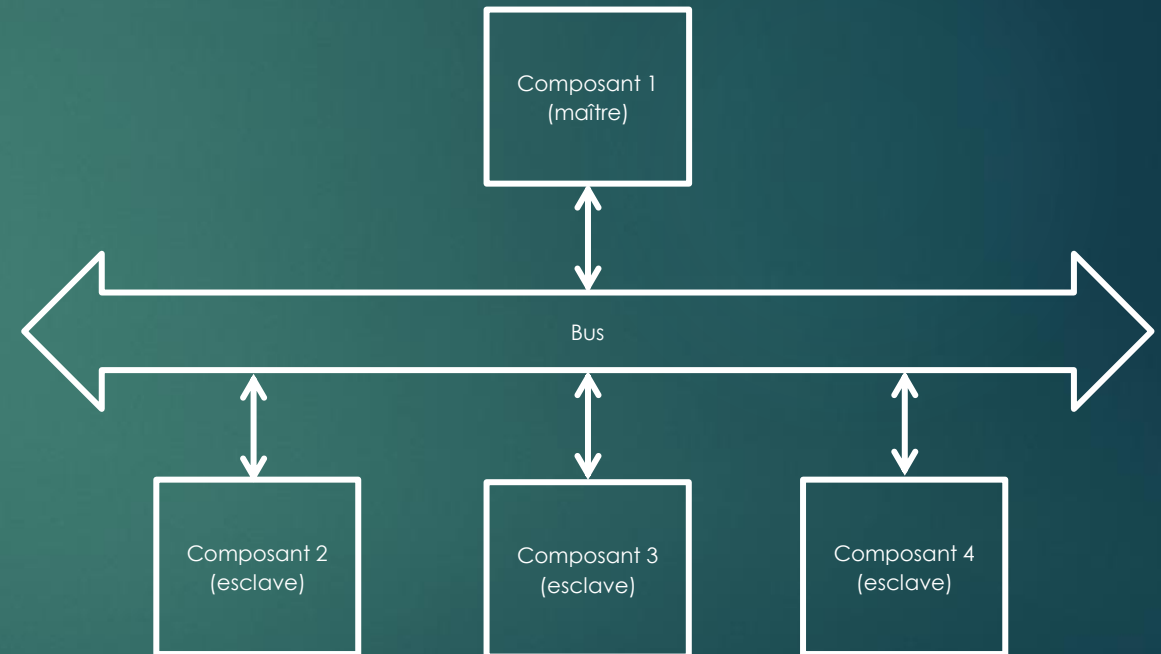 Composant 1
(maître)
Bus
Composant 2
(esclave)
Composant 3
(esclave)
Composant 4
(esclave)